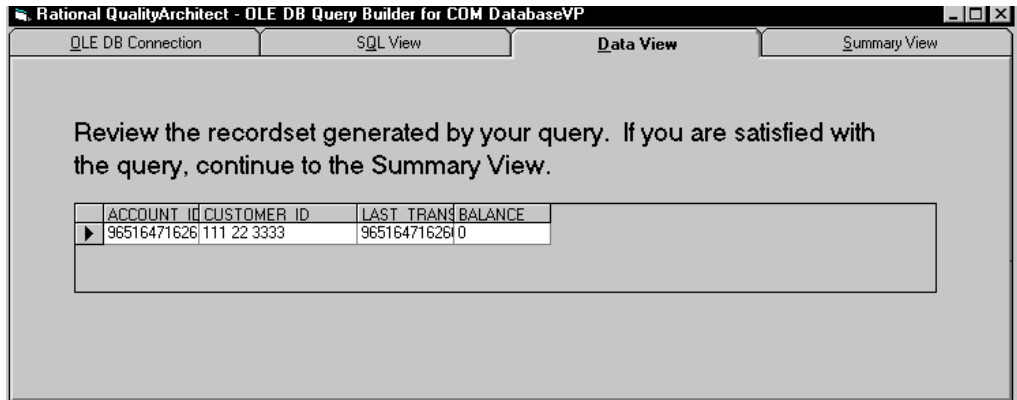 Rational QualityArchitect - OLE DB Query Builder for COM DatabaseVP
OLE DB Connection SQL View Data View Summary View
Review the recordset generated by your query. If you are satisfied with
the query, continue to the Summary View.
ACCOUNT_ID CUSTOMER_ID LAST_TRANS BALANCE
96516471626 111 22 3333 96516471626 0